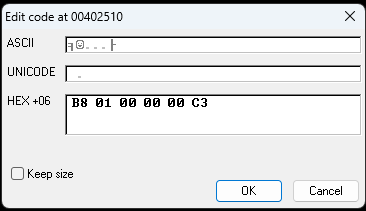 Edit code at 00402510
ASCII
╕☺...├
UNICODE
.
HEX +06
B8 01 00 00 00 C3
Keep size
OK
Cancel